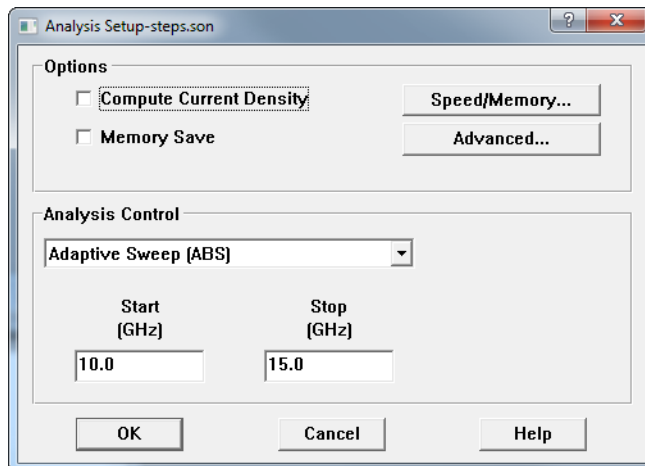 Analysis Setup-steps.son
Options
Compute Current Density
Speed/Memory...
Memory Save
Advanced...
Analysis Control
Adaptive Sweep (ABS)
Start Stop
(GHz) (GHz)
10.0 15.0
OK Cancel Help